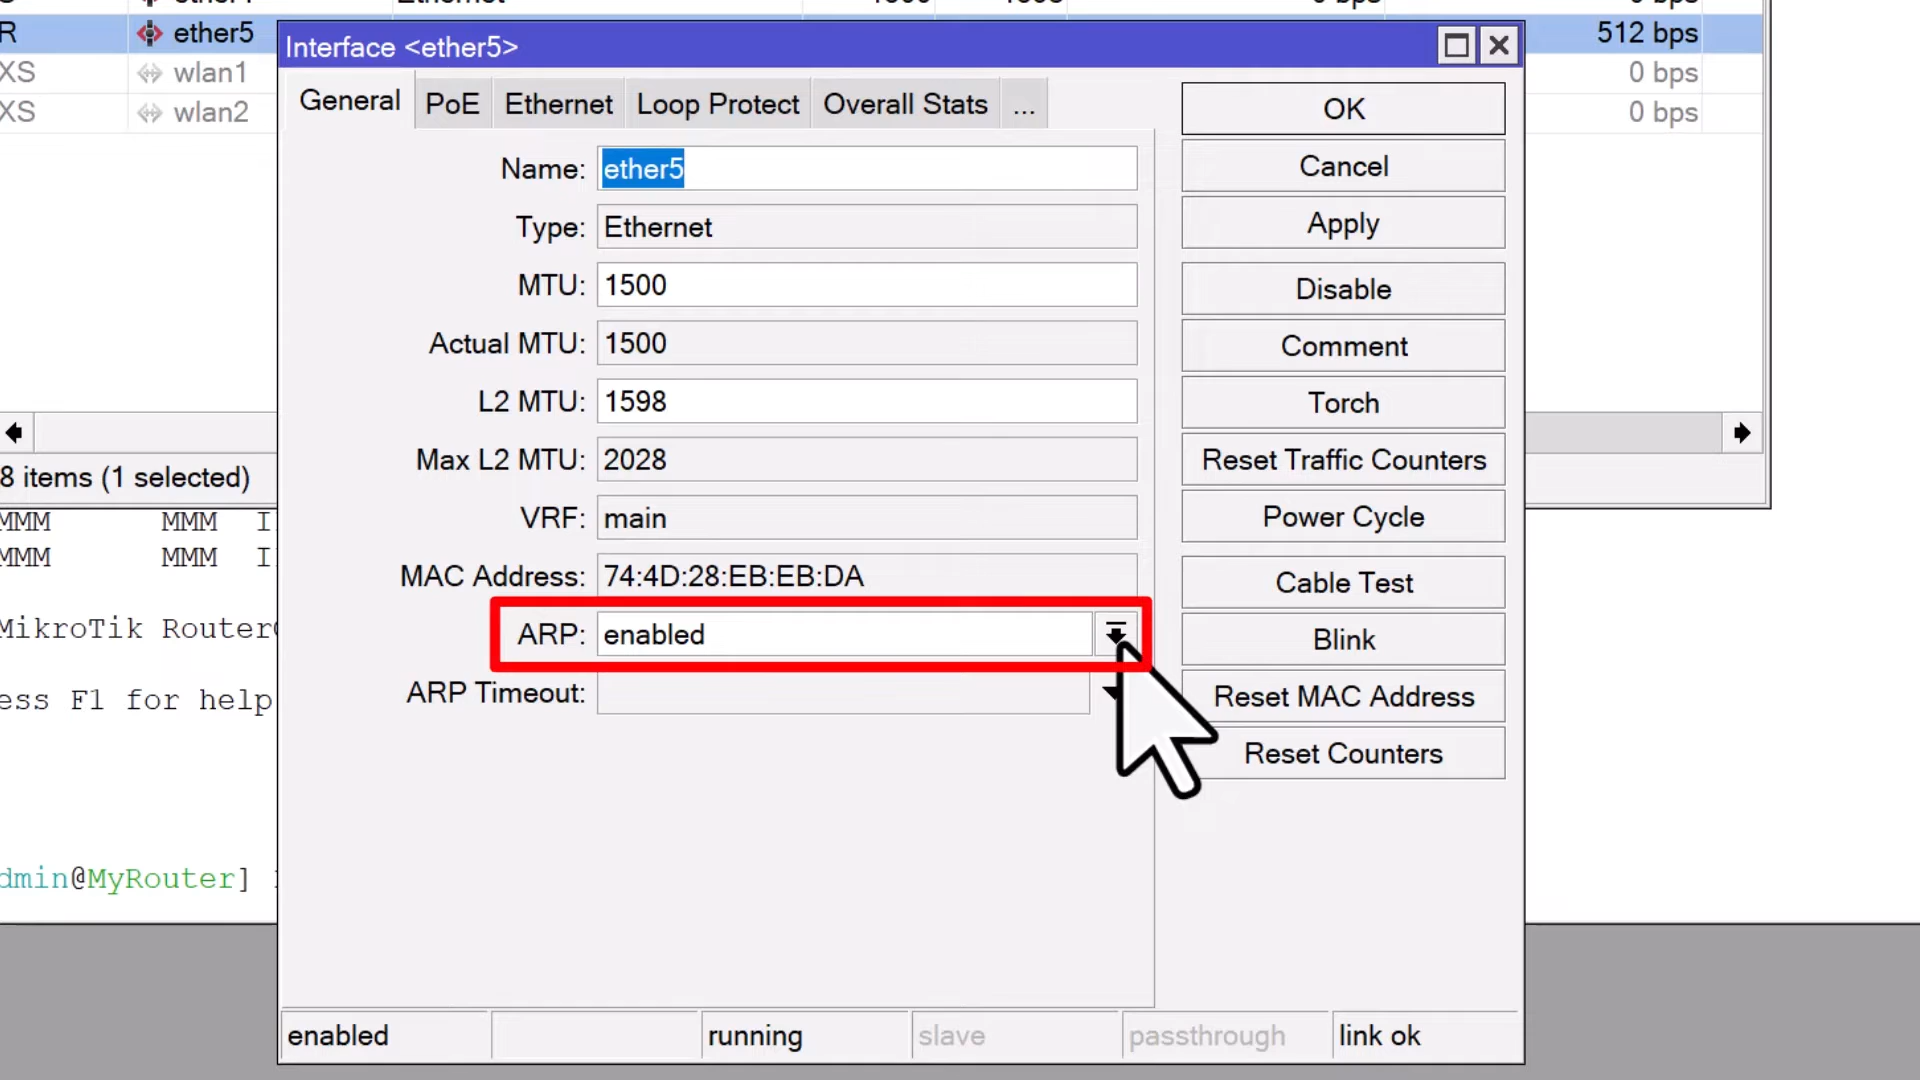 R ether5 512 bps
XS wlan1 0 bps
XS wlan2 0 bps
8 items (1 selected)
MMM MMM I
MMM MMM I
MikroTik Router
ess F1 for help
dmin@MyRouter]
Interface <ether5>
General PoE Ethernet Loop Protect Overall Stats ...
Name: ether5
Type: Ethernet
MTU: 1500
Actual MTU: 1500
L2 MTU: 1598
Max L2 MTU: 2028
VRF: main
MAC Address: 74:4D:28:EB:EB:DA
ARP: enabled
ARP Timeout:
OK
Cancel
Apply
Disable
Comment
Torch
Reset Traffic Counters
Power Cycle
Cable Test
Blink
Reset MAC Address
Reset Counters
enabled running slave passthrough link ok